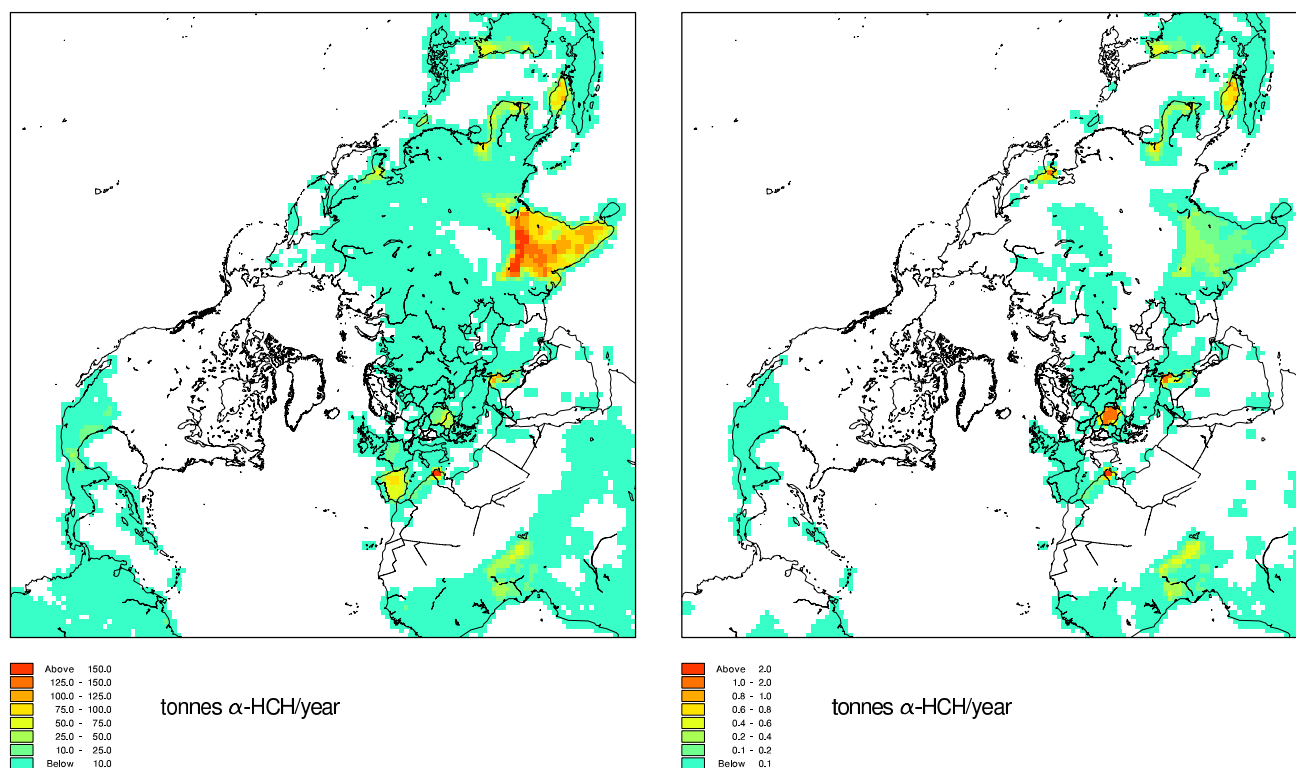 Above 150.0
125.0 - 150.0
100.0 - 125.0
75.0 - 100.0
50.0 - 75.0
25.0 - 50.0
10.0 - 25.0
Below 10.0
tonnes α-HCH/year
Above 2.0
1.0 - 2.0
0.8 - 1.0
0.6 - 0.8
0.4 - 0.6
0.2 - 0.4
0.1 - 0.2
Below 0.1
tonnes α-HCH/year